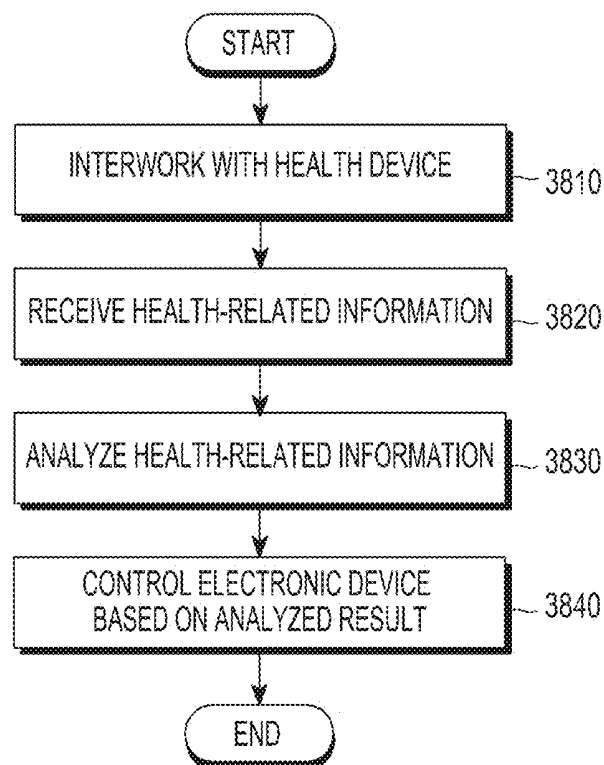 START
INTERWORK WITH HEALTH DEVICE
3810
RECEIVE HEALTH-RELATED INFORMATION
3820
ANALYZE HEALTH-RELATED INFORMATION
3830
CONTROL ELECTRONIC DEVICE
BASED ON ANALYZED RESULT
3840
END